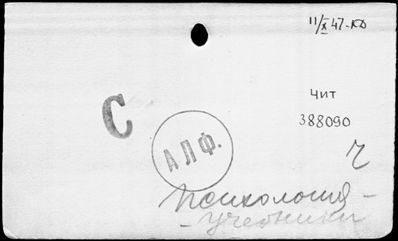 11/X 47-КО
С
чит
388090
АЛФ.
Ч
Психология -
- учебники